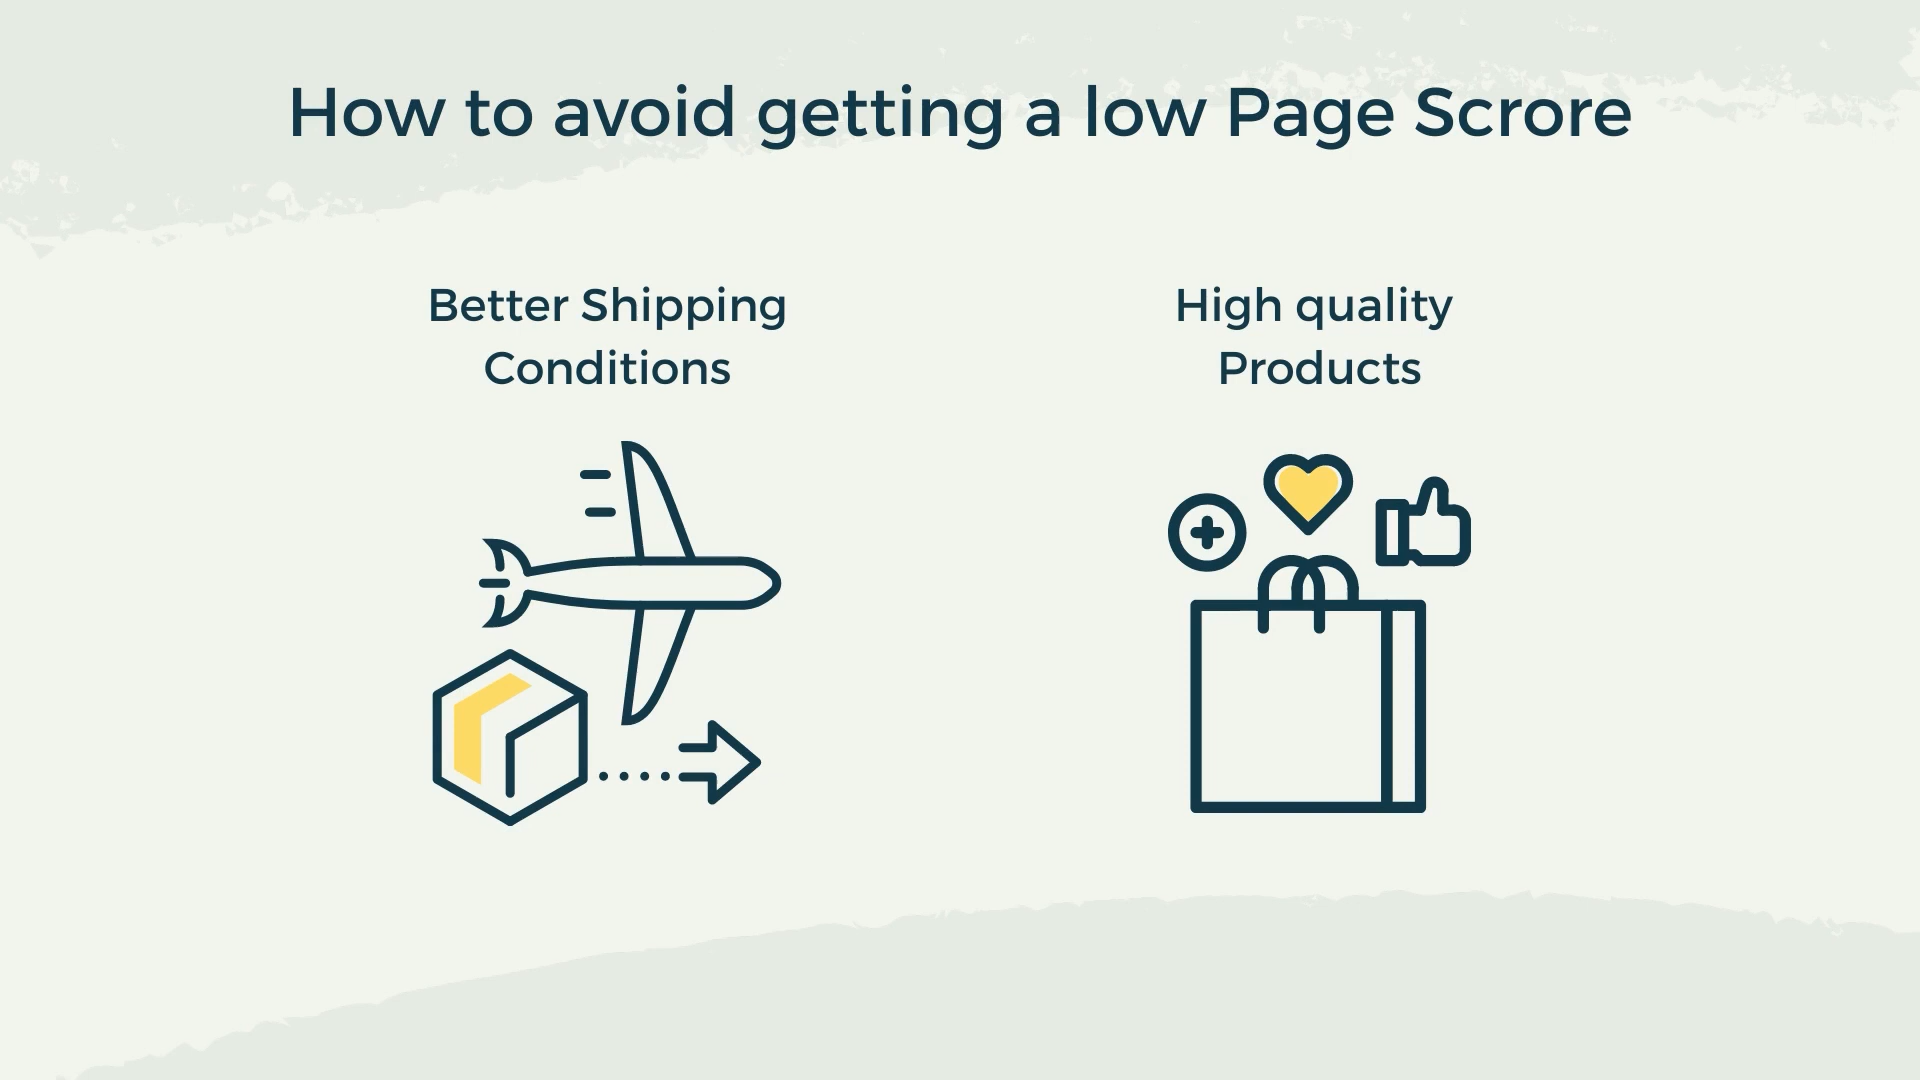 How to avoid getting a low Page Scrore
Better Shipping
Conditions
High quality
Products